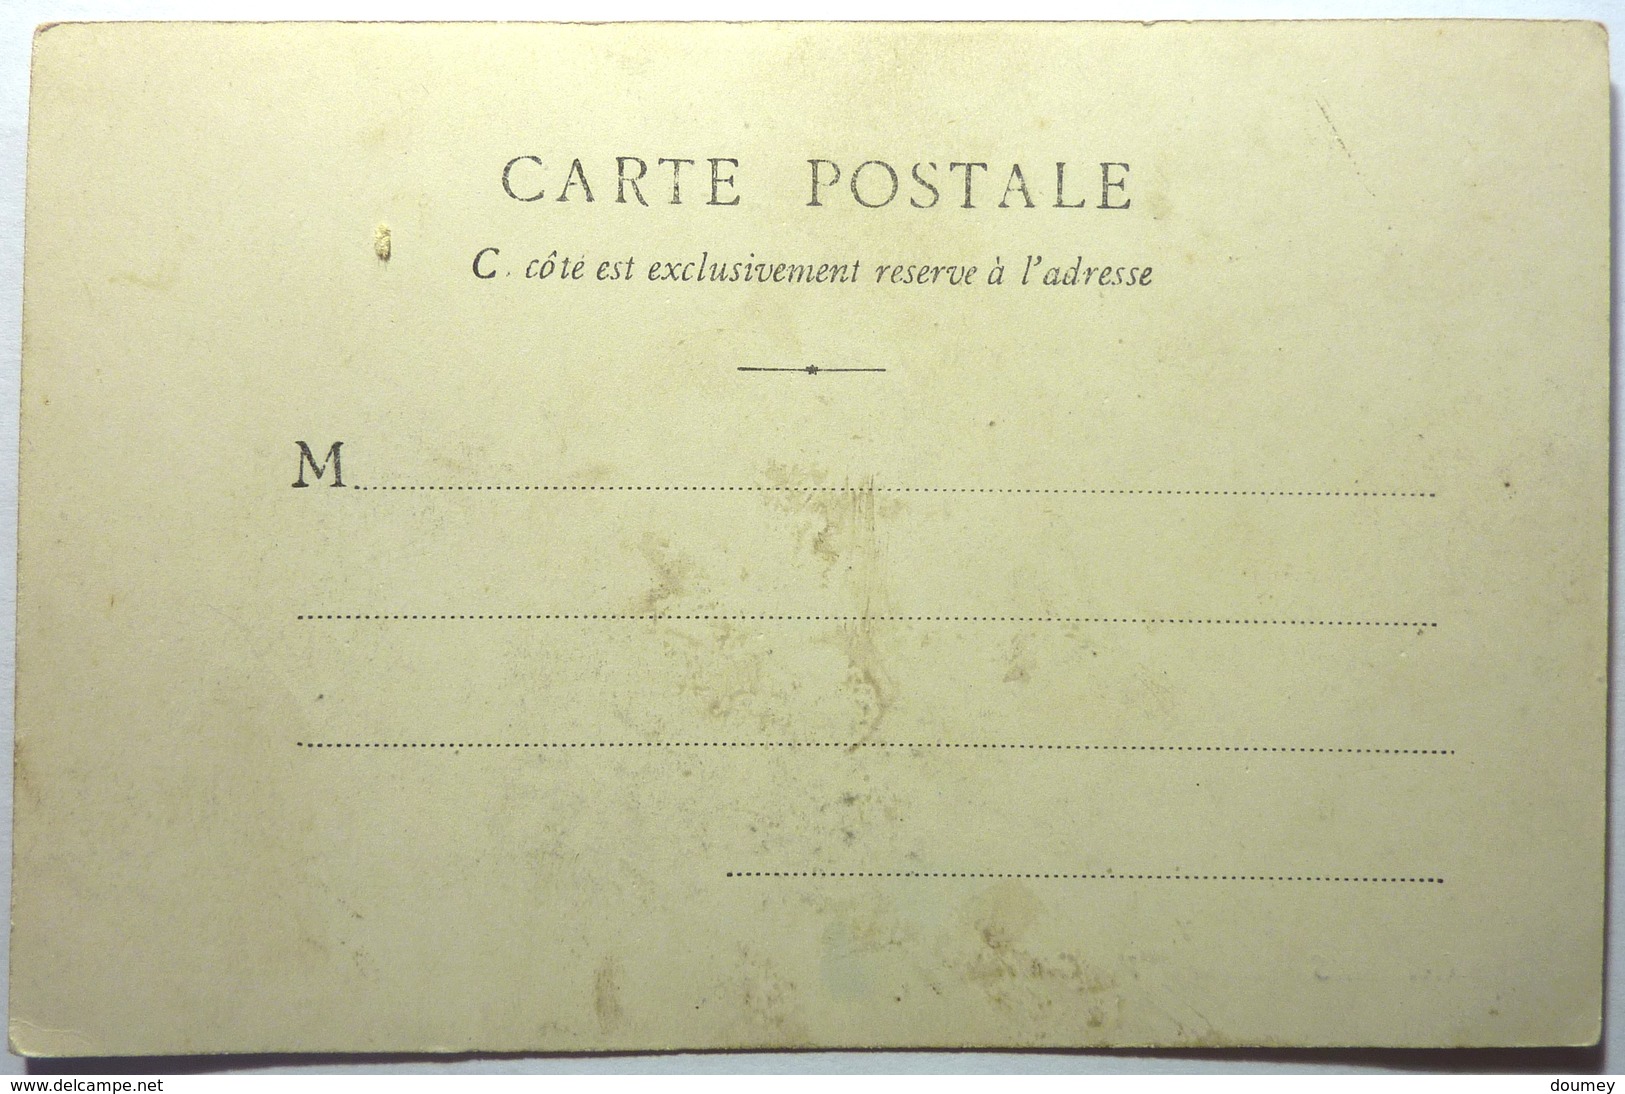 CARTE POSTALE
C. côté est exclusivement reserve à l'adresse
M
www.delcampe.net
doumey